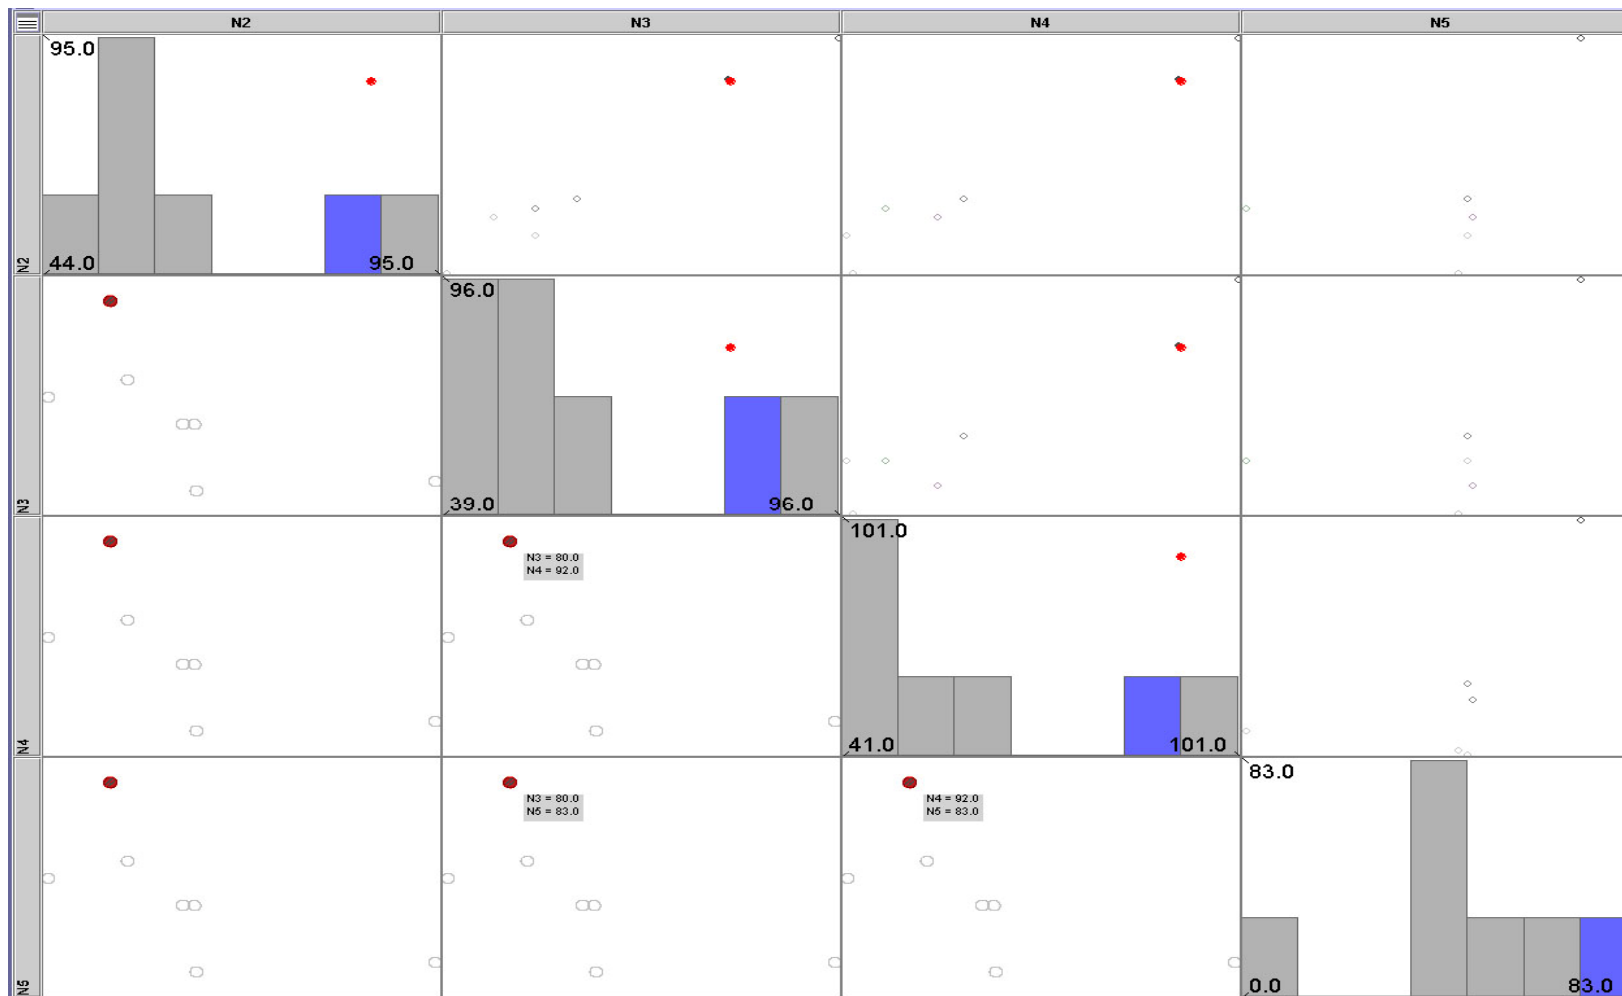 N2 N3 N4 N5
95.0
44.0 95.0
N2
96.0
39.0 96.0
N3
101.0
N3 = 80.0
N4 = 92.0
41.0 101.0
N4
83.0
N3 = 80.0
N5 = 83.0
N4 = 92.0
N5 = 83.0
0.0 83.0
N5